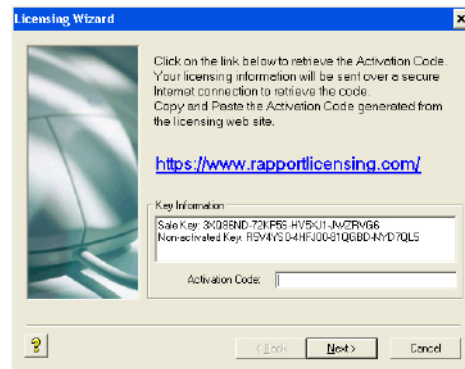 Licensing Wizard
Click on the link below to retrieve the Activation Code.
Your licensing information will be sent over a secure
Internet connection to retrieve the code.
Copy and Paste the Activation Code generated from
the licensing web site.
https://www.rapportlicensing.com/
Key Information
Sale Key:
Non-activated Key:
Activation Code:
< Back
Next >
Cancel